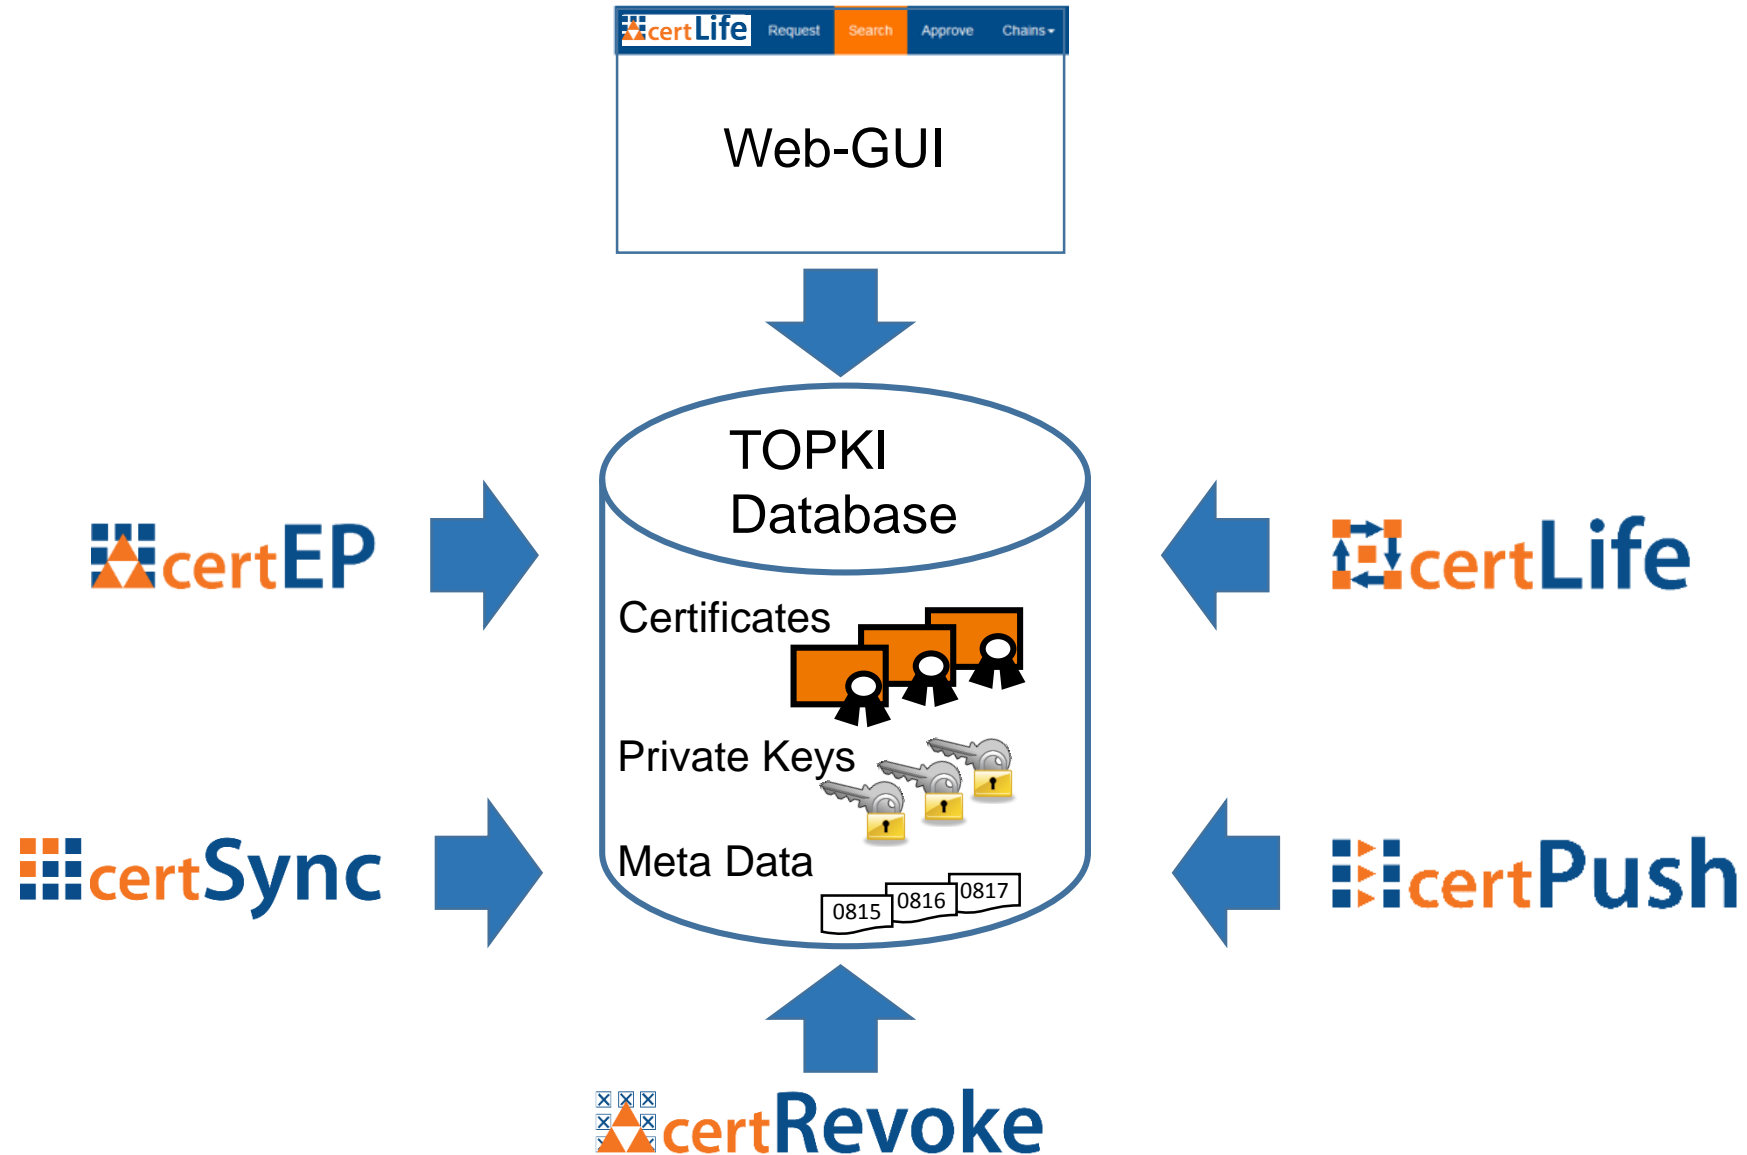 certLife Request Search Approve Chains
Web-GUI
TOPKI
Database
certEP
certLife
Certificates
Private Keys
certSync
certPush
Meta Data
0815 0816 0817
certRevoke